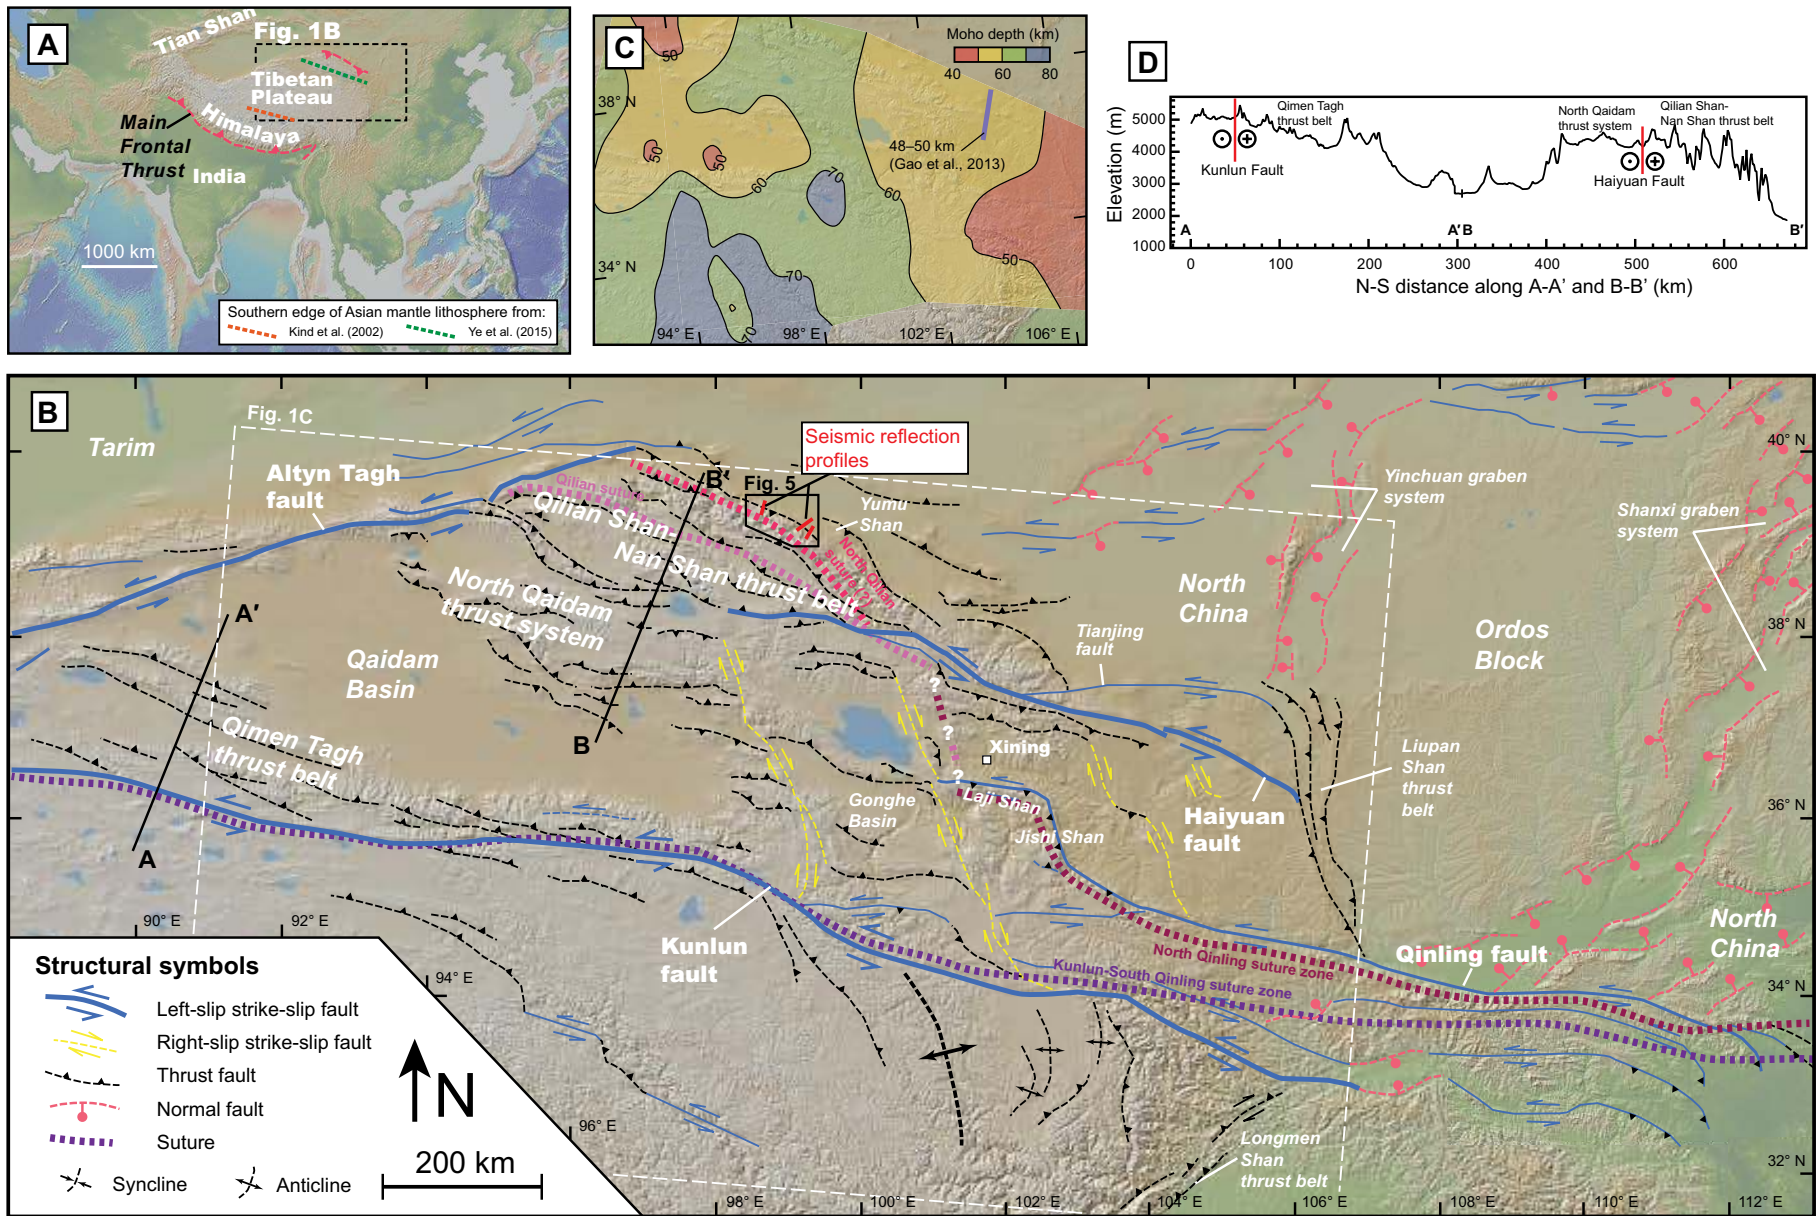 A
Tian Shan
Fig. 1B
Tibetan
Plateau
Himalaya
Main
Frontal
Thrust
India
1000 km
Southern edge of Asian mantle lithosphere from:
Kind et al. (2002)
Ye et al. (2015)
C
Moho depth (km)
40
60
80
50
38° N
50
50
60
70
60
48–50 km
(Gao et al., 2013)
34° N
70
50
70
94° E
98° E
102° E
106° E
D
Elevation (m)
5000
4000
3000
2000
1000
Qimen Tagh
thrust belt
Kunlun Fault
North Qaidam
thrust system
Qilian Shan-
Nan Shan thrust belt
Haiyuan Fault
A
A′ B
B′
0
100
200
300
400
500
600
N-S distance along A-A’ and B-B’ (km)
B
Fig. 1C
Tarim
Altyn Tagh
fault
Qilian suture
Qilian Shan-
Nan Shan thrust belt
B′
Fig. 5
Seismic reflection
profiles
Yumu
Shan
North Qilian
suture (?)
North Qaidam
thrust system
A′
Qaidam
Basin
Qimen Tagh
thrust belt
B
A
Tianjing
fault
North
China
Yinchuan graben
system
Shanxi graben
system
40° N
38° N
36° N
34° N
32° N
Ordos
Block
?
?
?
Xining
Laji Shan
Jishi Shan
Gonghe
Basin
Haiyuan
fault
Liupan
Shan
thrust
belt
Kunlun
fault
North Qinling suture zone
Kunlun-South Qinling suture zone
Qinling fault
North
China
Longmen
Shan
thrust belt
90° E
92° E
94° E
96° E
98° E
100° E
102° E
104° E
106° E
108° E
110° E
112° E
Structural symbols
Left-slip strike-slip fault
Right-slip strike-slip fault
Thrust fault
Normal fault
Suture
Syncline
Anticline
N
200 km